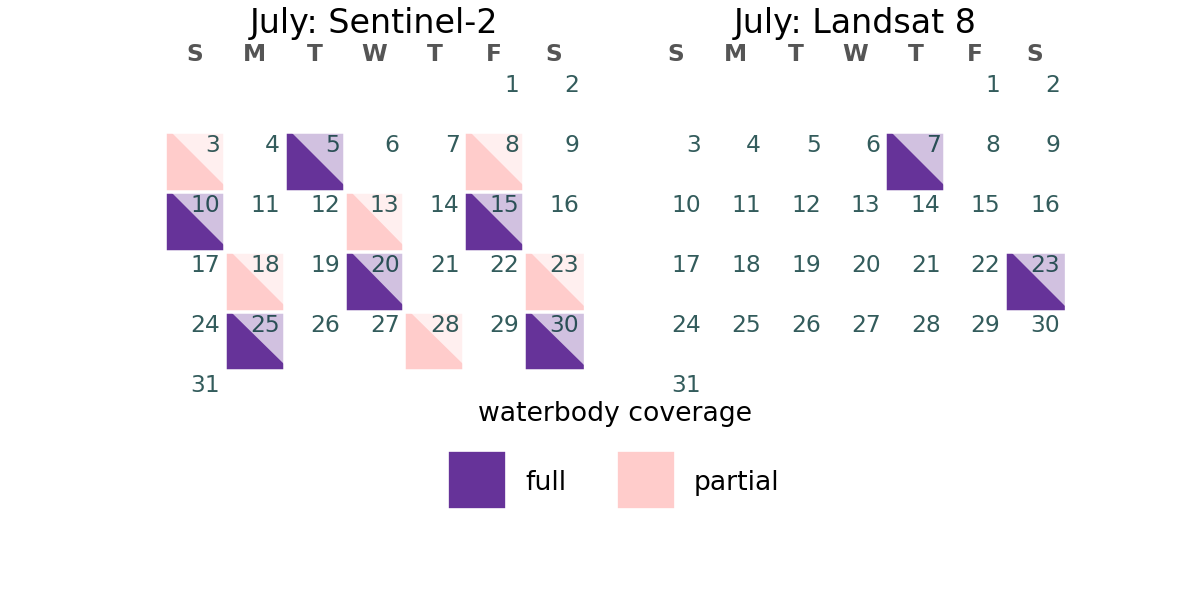 July: Sentinel-2
S M T W T F S
1 2
3 4 5 6 7 8 9
10 11 12 13 14 15 16
17 18 19 20 21 22 23
24 25 26 27 28 29 30
31
July: Landsat 8
S M T W T F S
1 2
3 4 5 6 7 8 9
10 11 12 13 14 15 16
17 18 19 20 21 22 23
24 25 26 27 28 29 30
31
waterbody coverage
full partial